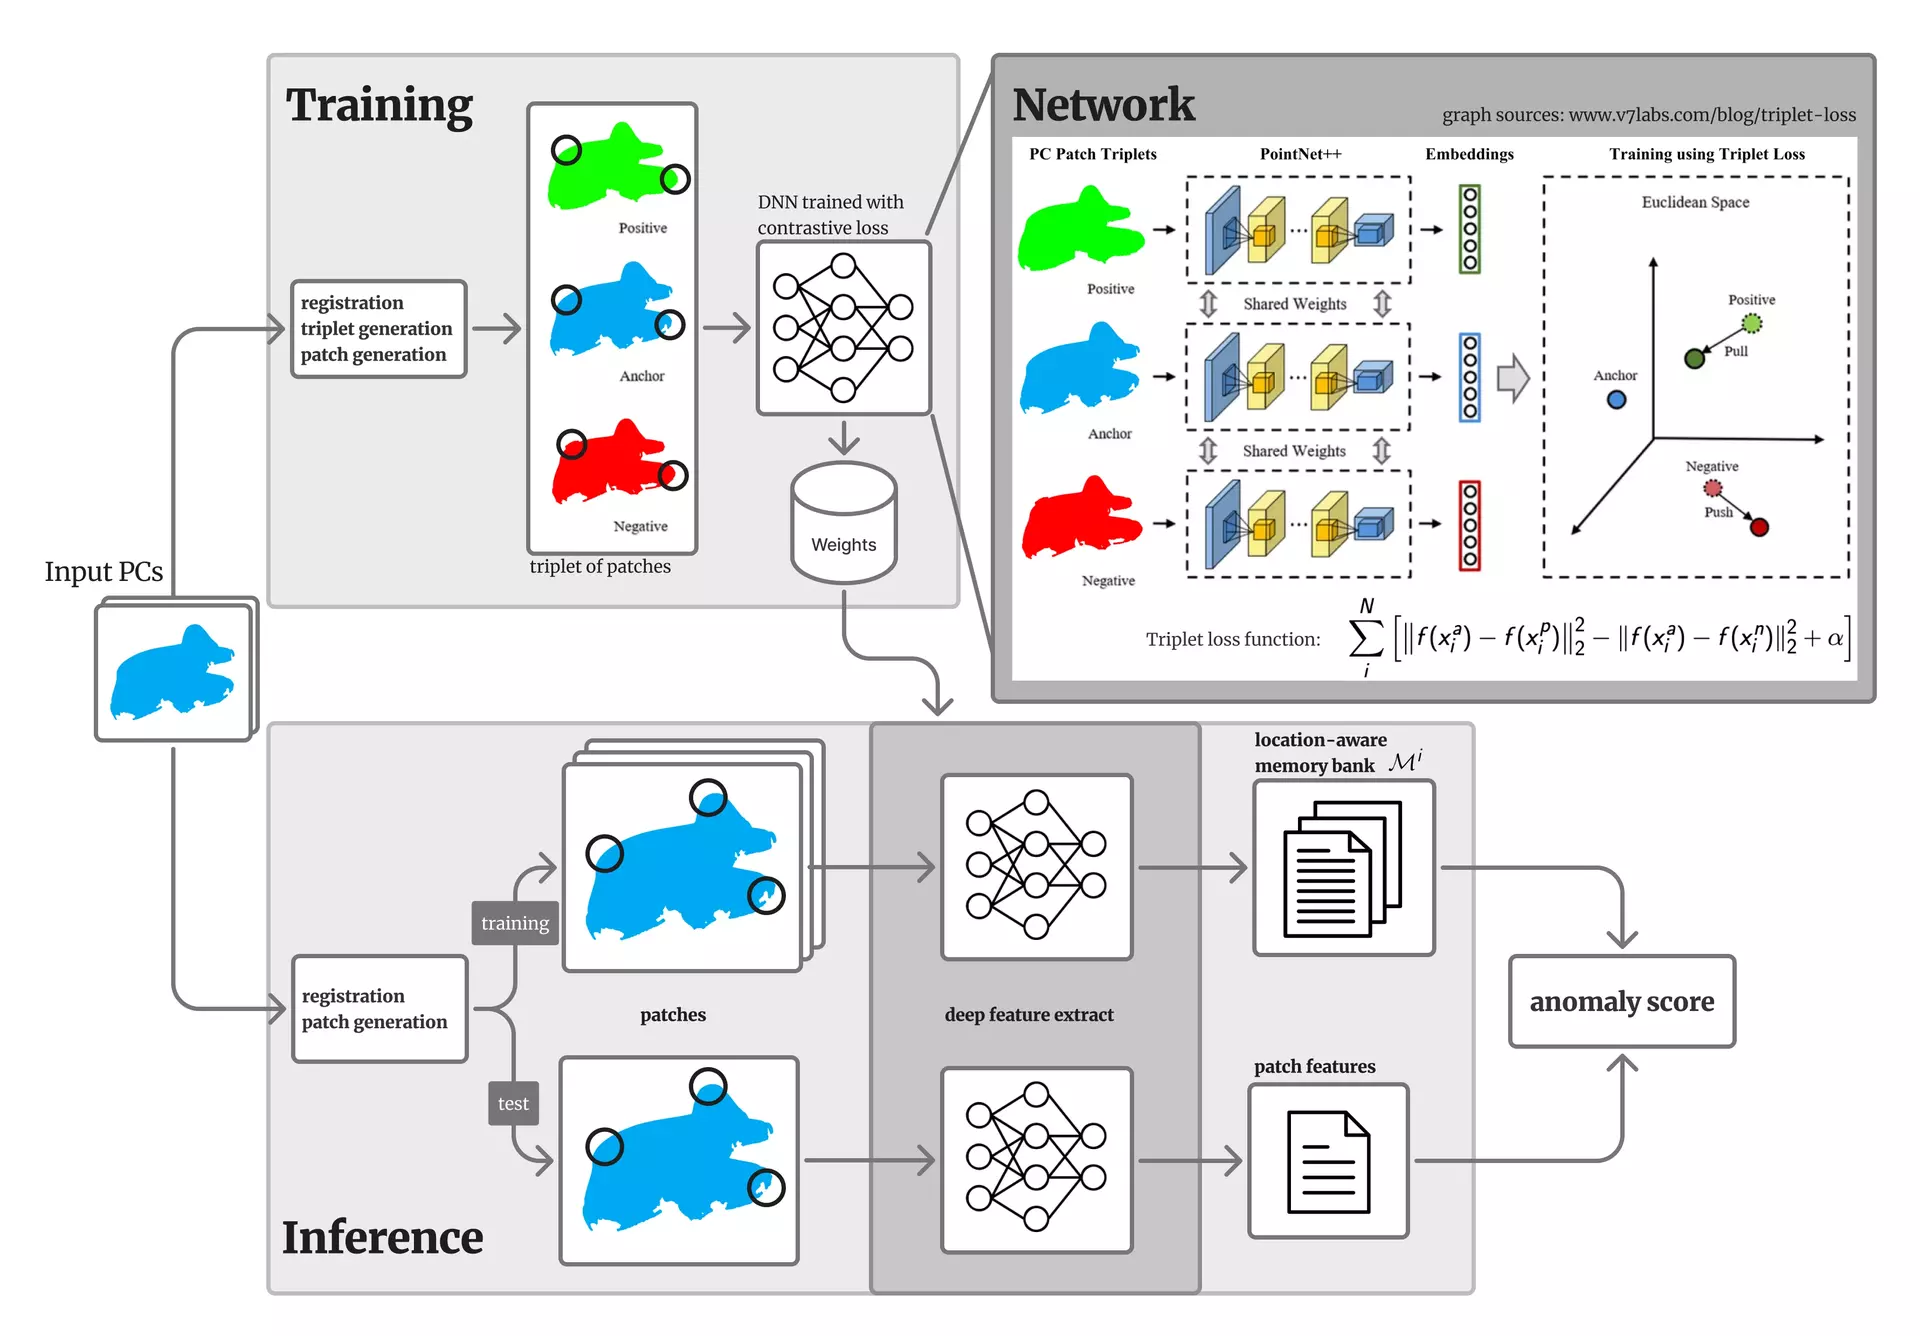 Training
Positive
Anchor
Negative
triplet of patches
registration
triplet generation
patch generation
DNN trained with
contrastive loss
Weights
Input PCs
Network
graph sources: www.v7labs.com/blog/triplet-loss
PC Patch Triplets
PointNet++
Embeddings
Training using Triplet Loss
Positive
Shared Weights
Anchor
Shared Weights
Negative
Euclidean Space
Positive
Pull
Anchor
Negative
Push
Triplet loss function: \sum_{i}^{N} [ ‖f(x_i^a) − f(x_i^p)‖_2^2 − ‖f(x_i^a) − f(x_i^n)‖_2^2 + α ]
Inference
registration
patch generation
training
test
patches
deep feature extract
location-aware
memory bank ℳ^i
patch features
anomaly score